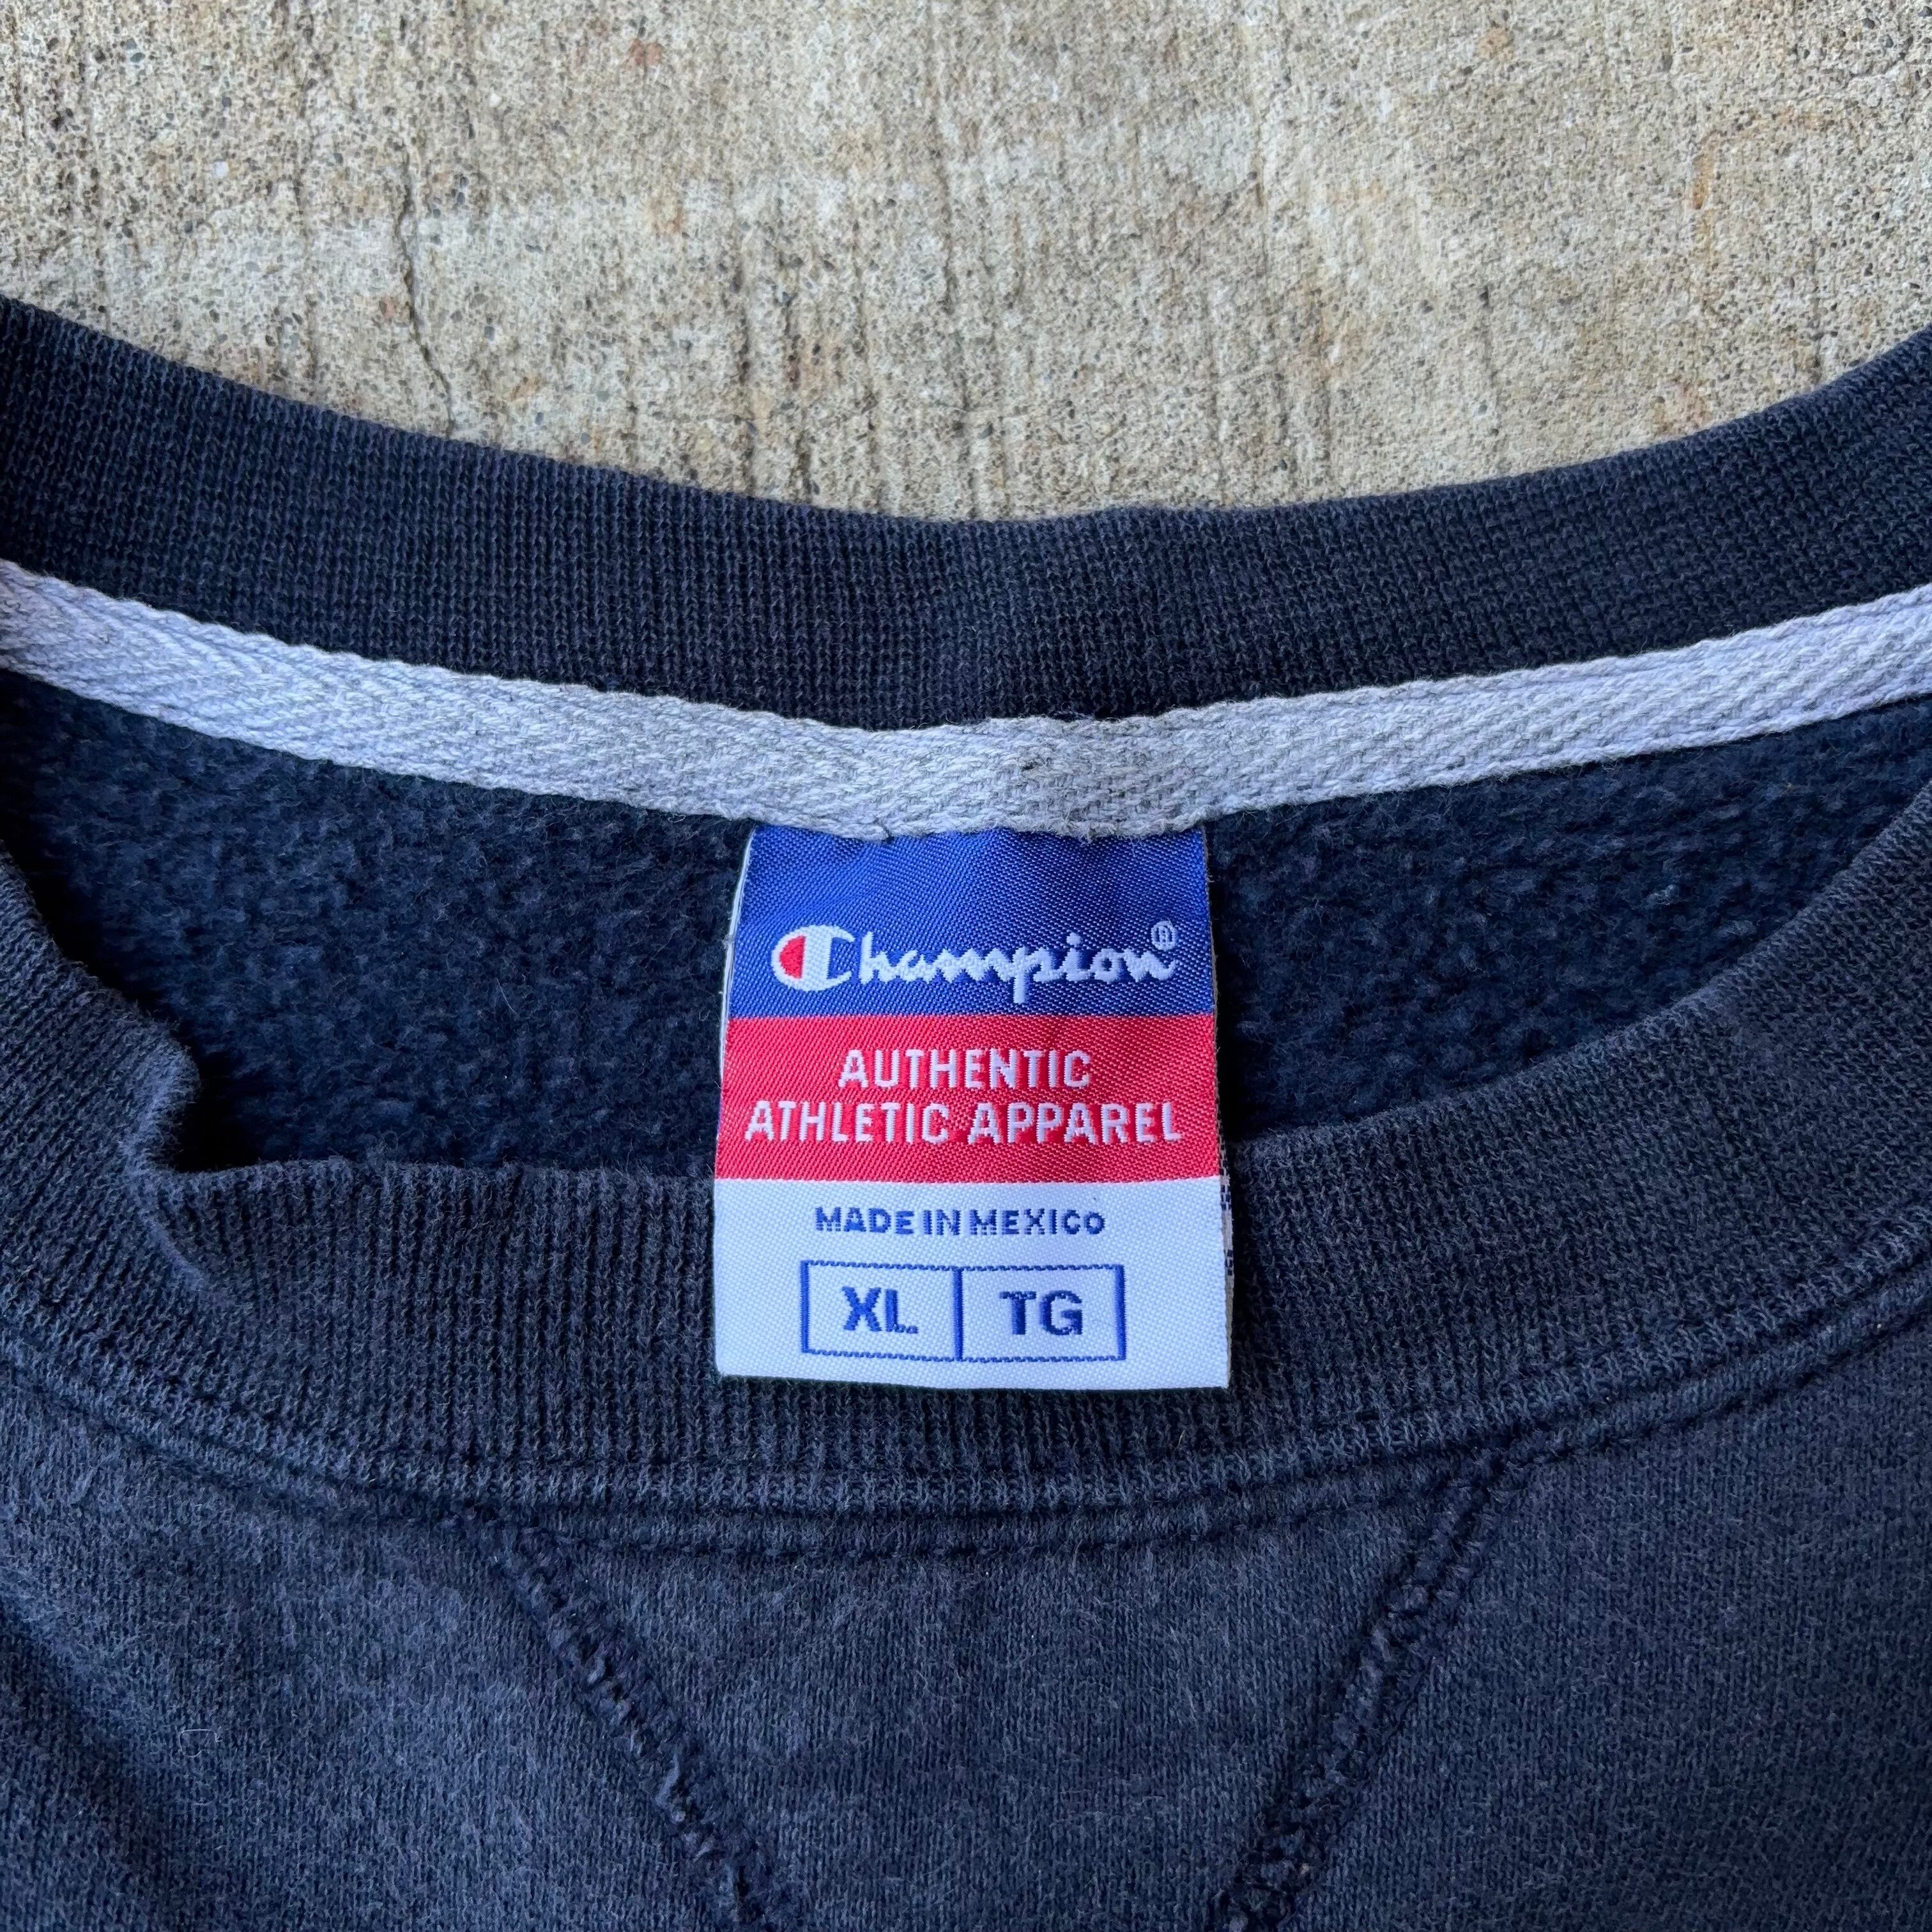 Champion®
AUTHENTIC
ATHLETIC APPAREL
MADE IN MEXICO
XL TG